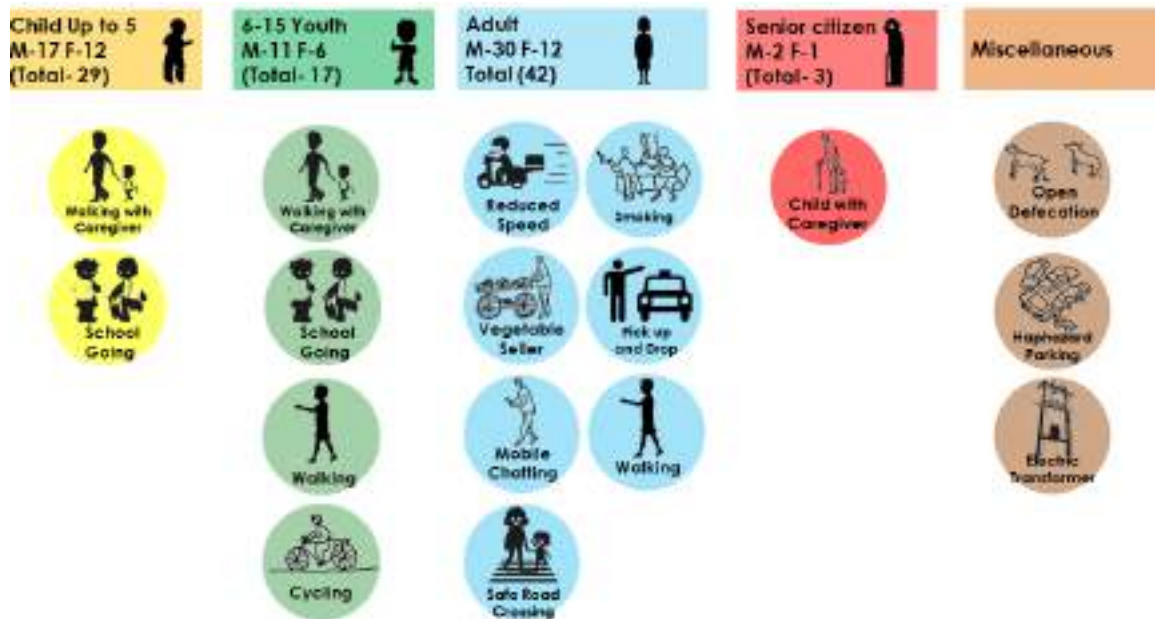 Child Up to 5
M-17 F-12
(Total- 29)
6-15 Youth
M-11 F-6
(Total- 17)
Adult
M-30 F-12
Total (42)
Senior citizen
M-2 F-1
(Total- 3)
Miscellaneous
Walking with
Caregiver
School
Going
Walking with
Caregiver
School
Going
Walking
Cycling
Reduced
Speed
Smoking
Vegetable
Seller
Pick up
and Drop
Mobile
Chatting
Walking
Safe Road
Crossing
Child with
Caregiver
Open
Defecation
Haphazard
Parking
Electric
Transformer